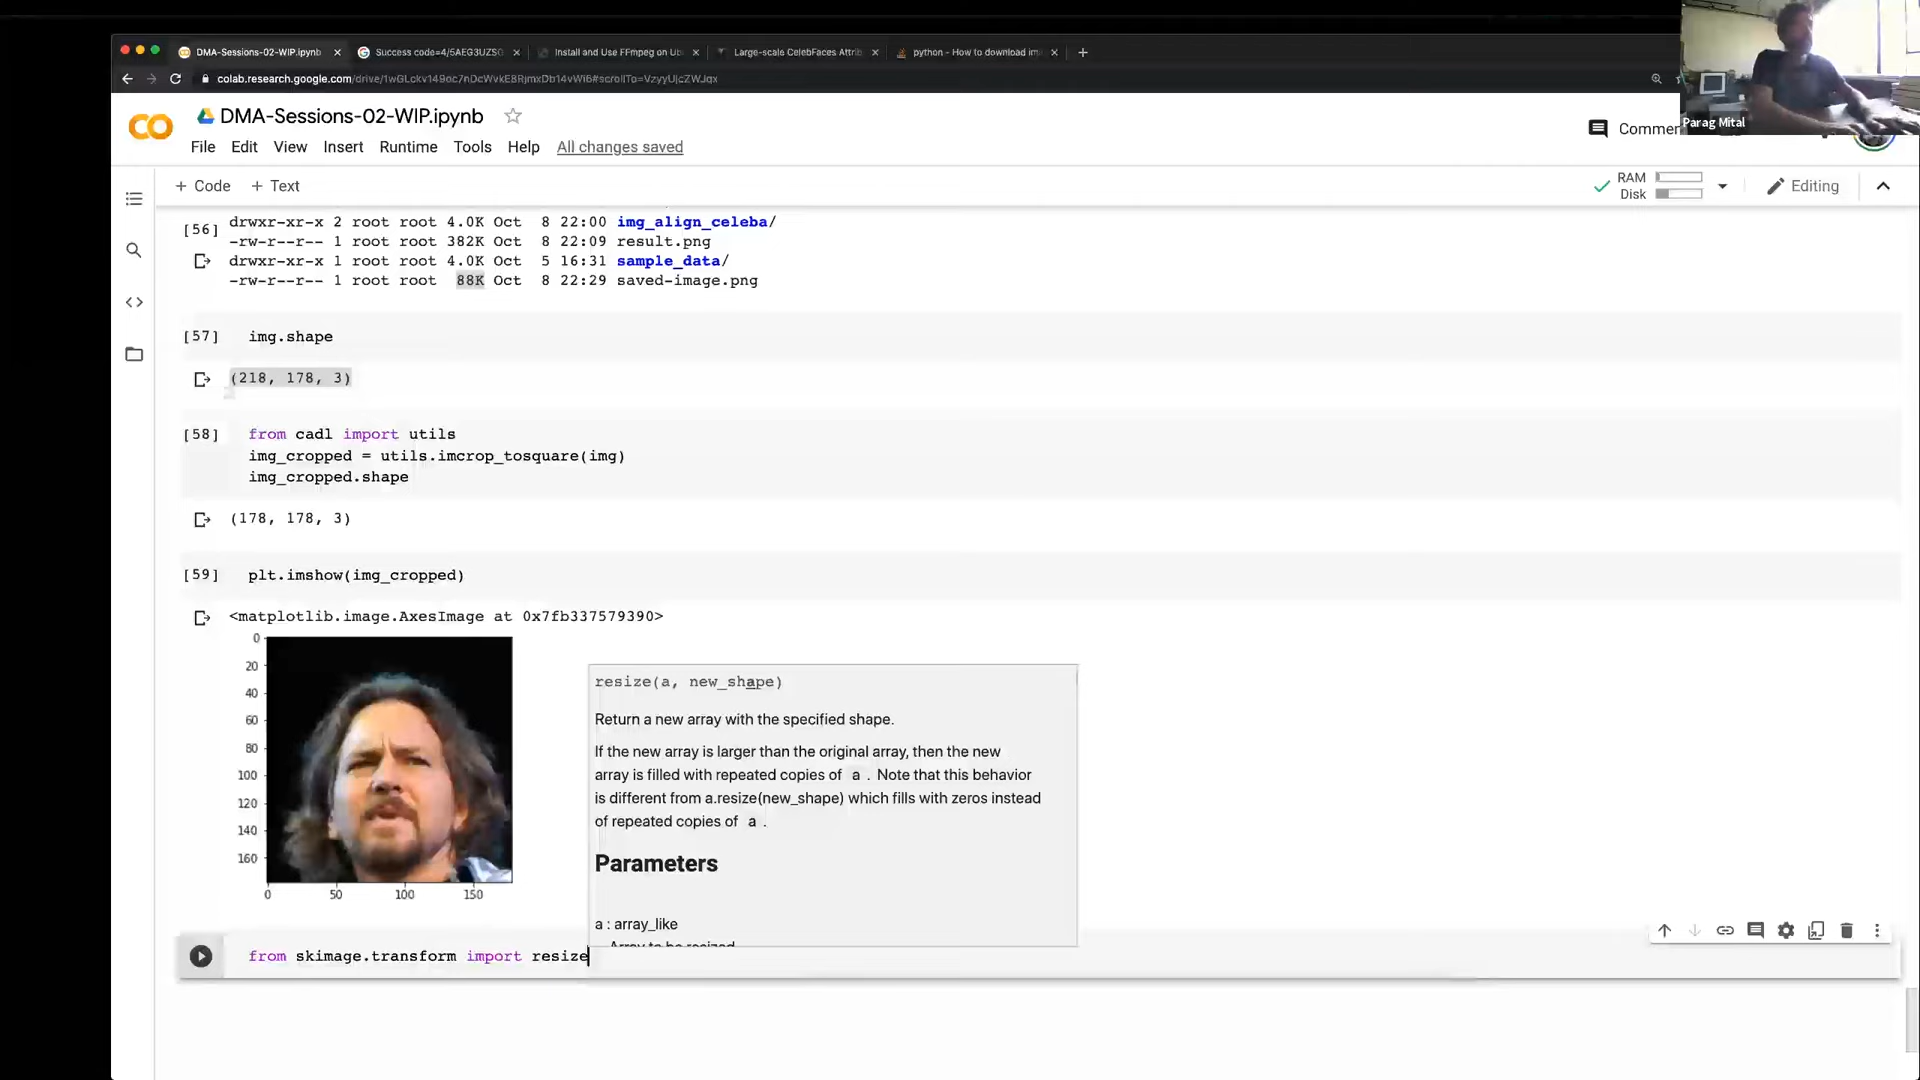 DMA-Sessions-02-WIP.ipynb
Success code=4/5AEG3UZSG
Install and Use FFmpeg on Ub
Large-scale CelebFaces Attrib
python - How to download im
Parag Mital
DMA-Sessions-02-WIP.ipynb
Commen
File Edit View Insert Runtime Tools Help All changes saved
+ Code + Text
RAM
Disk
Editing
drwxr-xr-x 2 root root 4.0K Oct 8 22:00 img_align_celeba/
[56]
-rw-r--r-- 1 root root 382K Oct 8 22:09 result.png
drwxr-xr-x 1 root root 4.0K Oct 5 16:31 sample_data/
-rw-r--r-- 1 root root 88K Oct 8 22:29 saved-image.png
[57] img.shape
(218, 178, 3)
[58] from cadl import utils
img_cropped = utils.imcrop_tosquare(img)
img_cropped.shape
(178, 178, 3)
[59] plt.imshow(img_cropped)
<matplotlib.image.AxesImage at 0x7fb337579390>
0
20
40
60
80
100
120
140
160
0 50 100 150
resize(a, new_shape)
Return a new array with the specified shape.
If the new array is larger than the original array, then the new
array is filled with repeated copies of a . Note that this behavior
is different from a.resize(new_shape) which fills with zeros instead
of repeated copies of a .
Parameters
a : array_like
Array to be resized
from skimage.transform import resize